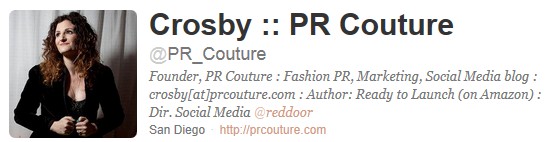 Crosby :: PR Couture
@PR_Couture
Founder, PR Couture : Fashion PR, Marketing, Social Media blog :
crosby[at]prcouture.com : Author: Ready to Launch (on Amazon) :
Dir. Social Media @reddoor
San Diego · http://prcouture.com